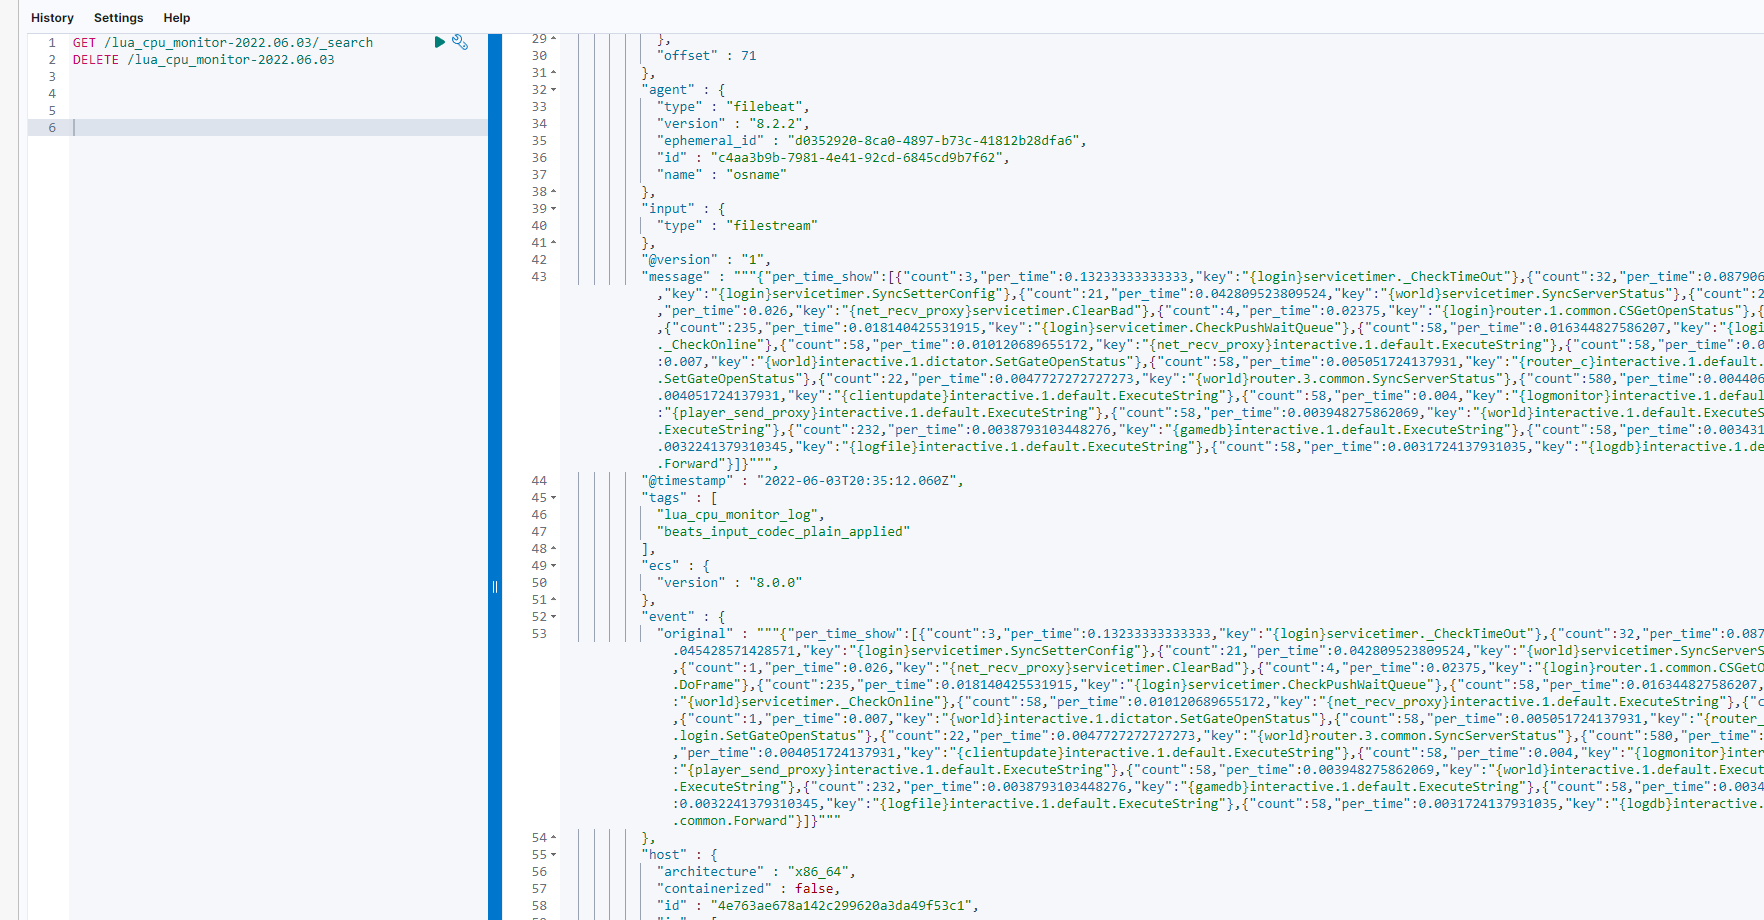 History Settings Help
1 GET /lua_cpu_monitor-2022.06.03/_search
2 DELETE /lua_cpu_monitor-2022.06.03
3
4
5
6
29 },
30 "offset" : 71
31 },
32 "agent" : {
33 "type" : "filebeat",
34 "version" : "8.2.2",
35 "ephemeral_id" : "d0352920-8ca0-4897-b73c-41812b28dfa6",
36 "id" : "c4aa3b9b-7981-4e41-92cd-6845cd9b7f62",
37 "name" : "osname"
38 },
39 "input" : {
40 "type" : "filestream"
41 },
42 "@version" : "1",
43 "message" : """{"per_time_show":[{"count":3,"per_time":0.13233333333333,"key":"{login}servicetimer._CheckTimeOut"},{"count":32,"per_time":0.087906
,"key":"{login}servicetimer.SyncSetterConfig"},{"count":21,"per_time":0.042809523809524,"key":"{world}servicetimer.SyncServerStatus"},{"count":2
,"per_time":0.026,"key":"{net_recv_proxy}servicetimer.ClearBad"},{"count":4,"per_time":0.02375,"key":"{login}router.1.common.CSGetOpenStatus"},{
,{"count":235,"per_time":0.018140425531915,"key":"{login}servicetimer.CheckPushWaitQueue"},{"count":58,"per_time":0.016344827586207,"key":"{log
._CheckOnline"},{"count":58,"per_time":0.010120689655172,"key":"{net_recv_proxy}interactive.1.default.ExecuteString"},{"count":58,"per_time":0.0
:0.007,"key":"{world}interactive.1.dictator.SetGateOpenStatus"},{"count":58,"per_time":0.005051724137931,"key":"{router_c}interactive.1.default.
.SetGateOpenStatus"},{"count":22,"per_time":0.0047727272727273,"key":"{world}router.3.common.SyncServerStatus"},{"count":580,"per_time":0.004406
.004051724137931,"key":"{clientupdate}interactive.1.default.ExecuteString"},{"count":58,"per_time":0.004,"key":"{logmonitor}interactive.1.defaul
:"{player_send_proxy}interactive.1.default.ExecuteString"},{"count":58,"per_time":0.003948275862069,"key":"{world}interactive.1.default.ExecuteS
.ExecuteString"},{"count":232,"per_time":0.0038793103448276,"key":"{gamedb}interactive.1.default.ExecuteString"},{"count":58,"per_time":0.003431
.0032241379310345,"key":"{logfile}interactive.1.default.ExecuteString"},{"count":58,"per_time":0.0031724137931035,"key":"{logdb}interactive.1.de
.Forward"}]}""",
44 "@timestamp" : "2022-06-03T20:35:12.060Z",
45 "tags" : [
46 "lua_cpu_monitor_log",
47 "beats_input_codec_plain_applied"
48 ],
49 "ecs" : {
50 "version" : "8.0.0"
51 },
52 "event" : {
53 "original" : """{"per_time_show":[{"count":3,"per_time":0.13233333333333,"key":"{login}servicetimer._CheckTimeOut"},{"count":32,"per_time":0.087
.045428571428571,"key":"{login}servicetimer.SyncSetterConfig"},{"count":21,"per_time":0.042809523809524,"key":"{world}servicetimer.SyncServerS
,{"count":1,"per_time":0.026,"key":"{net_recv_proxy}servicetimer.ClearBad"},{"count":4,"per_time":0.02375,"key":"{login}router.1.common.CSGetO
.DoFrame"},{"count":235,"per_time":0.018140425531915,"key":"{login}servicetimer.CheckPushWaitQueue"},{"count":58,"per_time":0.016344827586207,
:"{world}servicetimer._CheckOnline"},{"count":58,"per_time":0.010120689655172,"key":"{net_recv_proxy}interactive.1.default.ExecuteString"},{"c
,{"count":1,"per_time":0.007,"key":"{world}interactive.1.dictator.SetGateOpenStatus"},{"count":58,"per_time":0.005051724137931,"key":"{router_
.login.SetGateOpenStatus"},{"count":22,"per_time":0.0047727272727273,"key":"{world}router.3.common.SyncServerStatus"},{"count":580,"per_time":
,"per_time":0.004051724137931,"key":"{clientupdate}interactive.1.default.ExecuteString"},{"count":58,"per_time":0.004,"key":"{logmonitor}inter
:"{player_send_proxy}interactive.1.default.ExecuteString"},{"count":58,"per_time":0.003948275862069,"key":"{world}interactive.1.default.Execut
.ExecuteString"},{"count":232,"per_time":0.0038793103448276,"key":"{gamedb}interactive.1.default.ExecuteString"},{"count":58,"per_time":0.0034
:0.0032241379310345,"key":"{logfile}interactive.1.default.ExecuteString"},{"count":58,"per_time":0.0031724137931035,"key":"{logdb}interactive.
.common.Forward"}]}"""
54 },
55 "host" : {
56 "architecture" : "x86_64",
57 "containerized" : false,
58 "id" : "4e763ae678a142c299620a3da49f53c1",